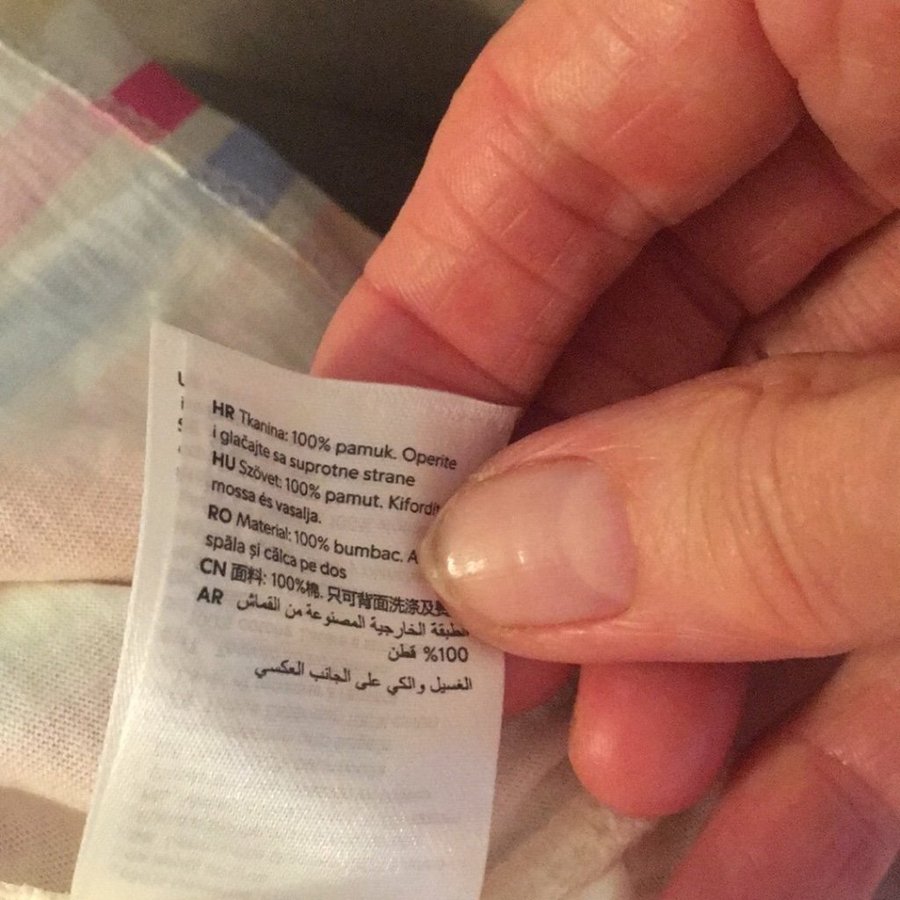 HR Tkanina: 100% pamuk. Operite
i glačajte sa suprotne strane
HU Szövet: 100% pamut. Kifordít
mossa és vasalja.
RO Material: 100% bumbac. A
spăla și călca pe dos
CN 面料: 100%棉. 只可背面洗涤及
AR الطبقة الخارجية المصنوعة من القماش
100% قطن
الغسيل والكي على الجانب العكسي